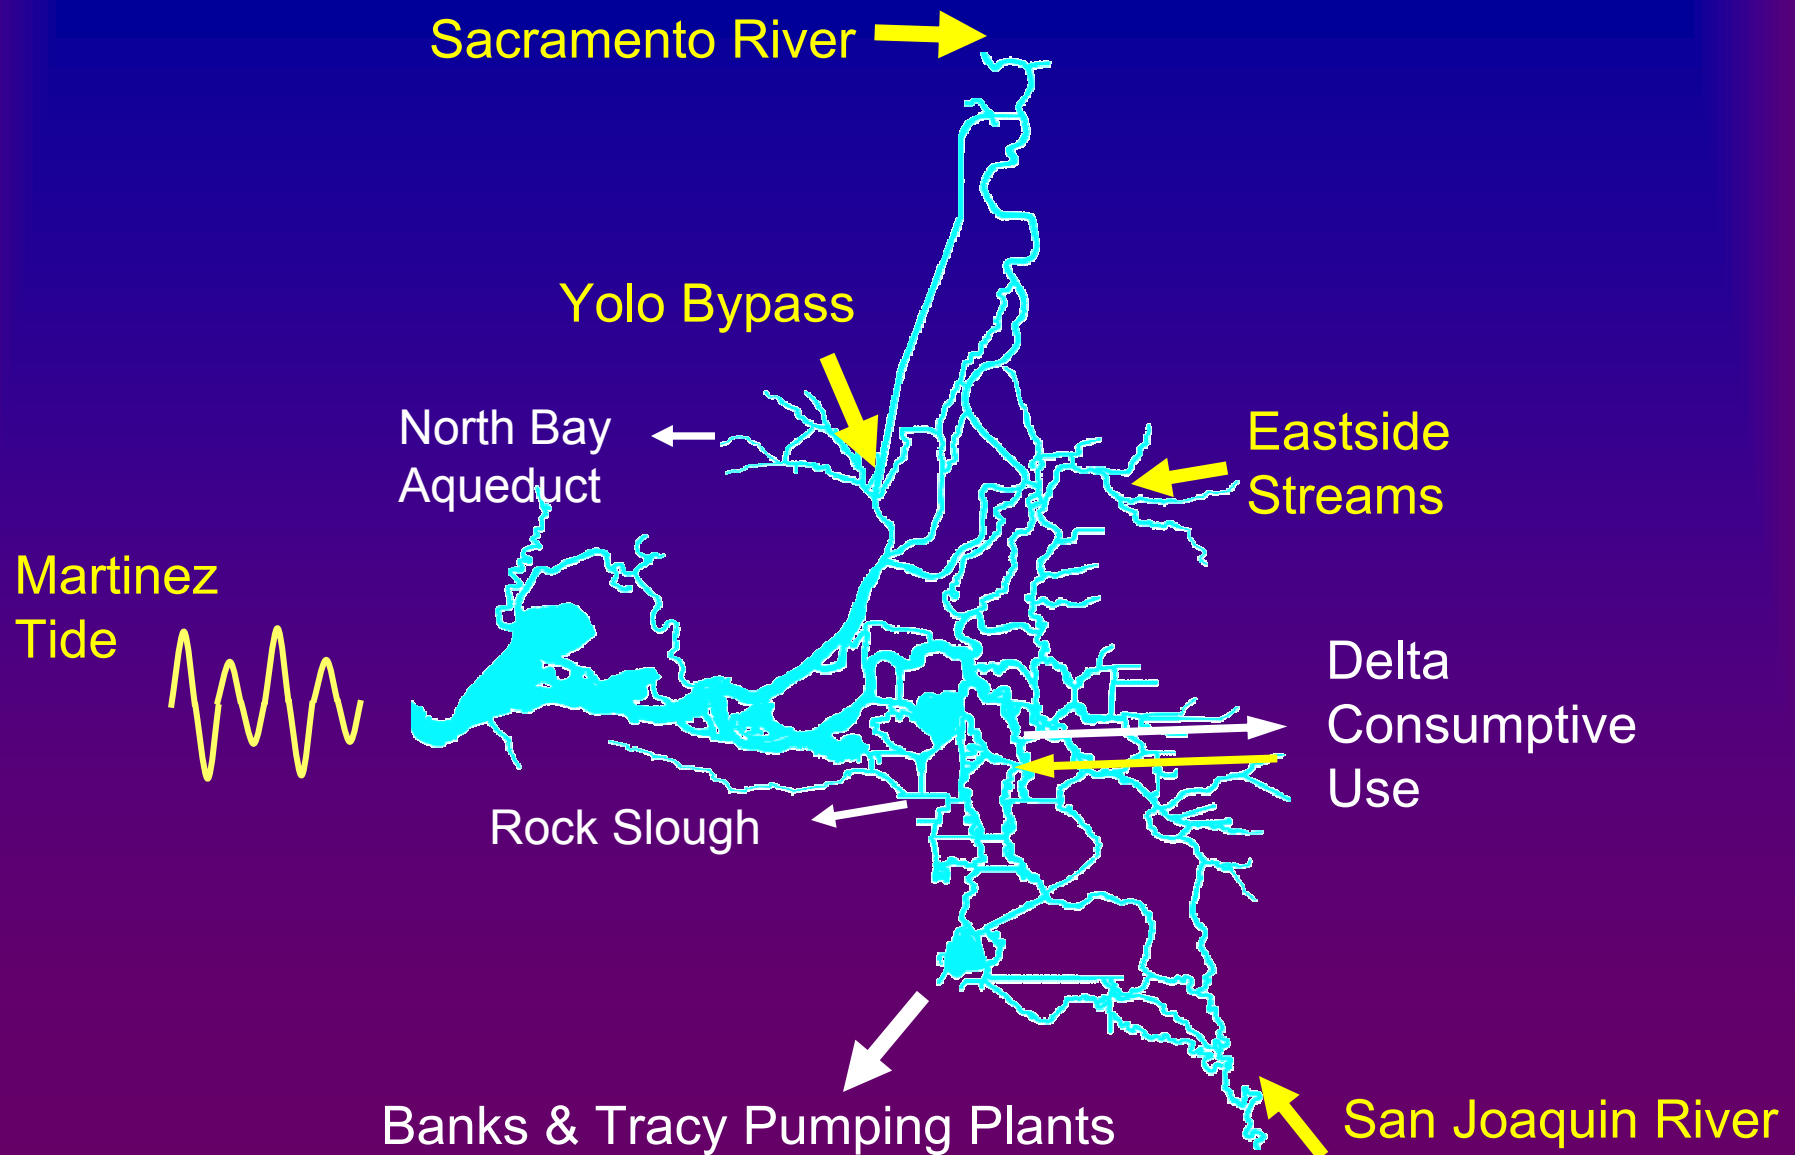 Sacramento River
Yolo Bypass
North Bay
Aqueduct
Eastside
Streams
Martinez
Tide
Delta
Consumptive
Use
Rock Slough
Banks & Tracy Pumping Plants
San Joaquin River